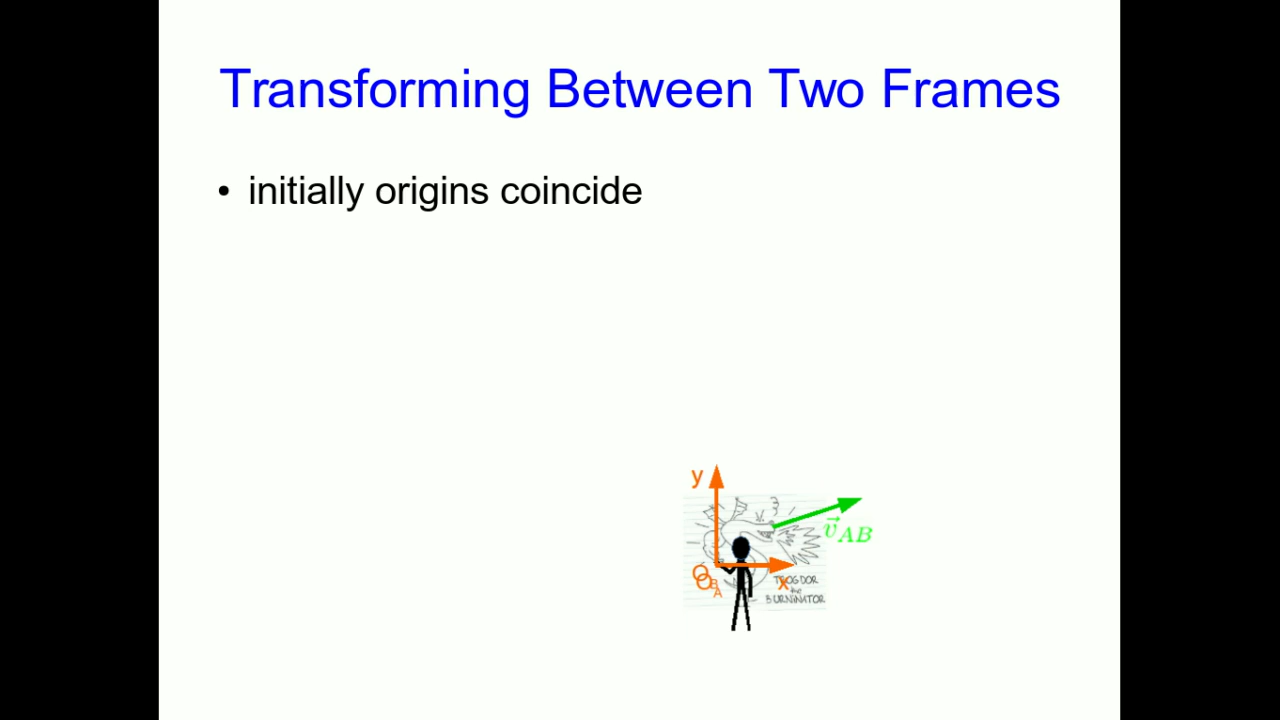 Transforming Between Two Frames
• initially origins coincide
y
v⃗AB
O B
O A
x
TROGDOR
the
BURNINATOR